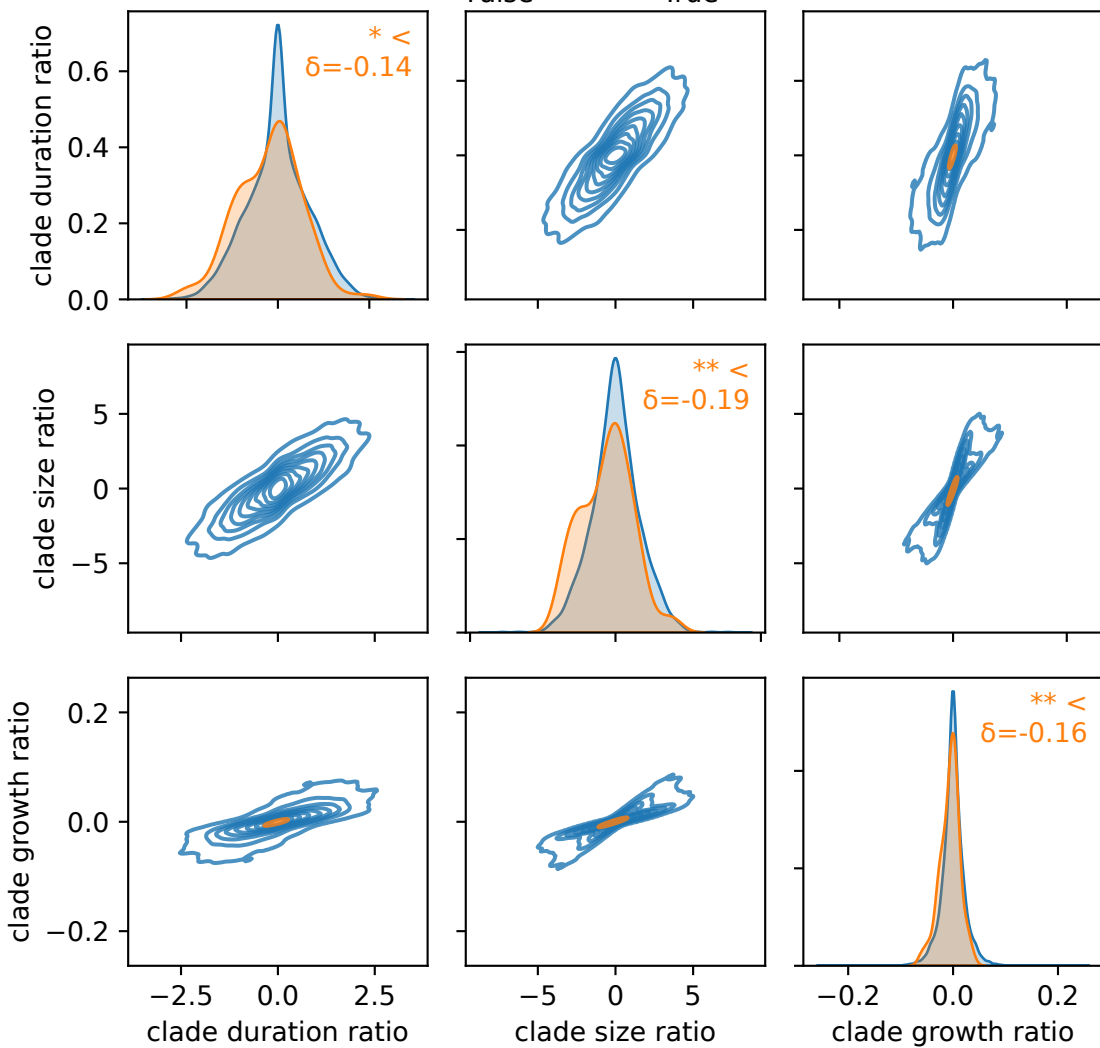 clade duration ratio
0.6
0.4
0.2
0.0
* <
δ=-0.14
clade size ratio
5
0
−5
** <
δ=-0.19
clade growth ratio
0.2
0.0
−0.2
** <
δ=-0.16
−2.5 0.0 2.5
−5 0 5
−0.2 0.0 0.2
clade duration ratio
clade size ratio
clade growth ratio